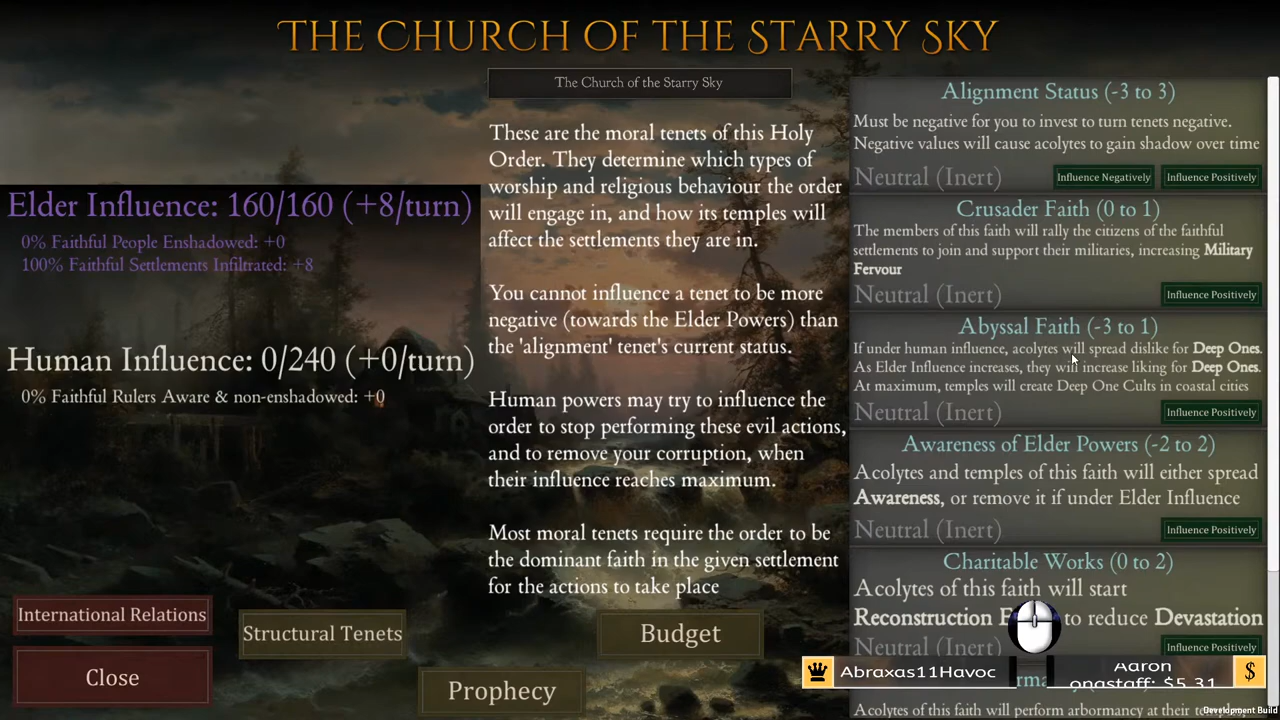 THE CHURCH OF THE STARRY SKY
The Church of the Starry Sky
Elder Influence: 160/160 (+8/turn)
0% Faithful People Enshadowed: +0
100% Faithful Settlements Infiltrated: +8
Human Influence: 0/240 (+0/turn)
0% Faithful Rulers Aware & non-enshadowed: +0
These are the moral tenets of this Holy
Order. They determine which types of
worship and religious behaviour the order
will engage in, and how its temples will
affect the settlements they are in.
You cannot influence a tenet to be more
negative (towards the Elder Powers) than
the 'alignment' tenet's current status.
Human powers may try to influence the
order to stop performing these evil actions,
and to remove your corruption, when
their influence reaches maximum.
Most moral tenets require the order to be
the dominant faith in the given settlement
for the actions to take place
Alignment Status (-3 to 3)
Must be negative for you to invest to turn tenets negative.
Negative values will cause acolytes to gain shadow over time
Neutral (Inert)
Influence Negatively
Influence Positively
Crusader Faith (0 to 1)
The members of this faith will rally the citizens of the faithful
settlements to join and support their militaries, increasing Military
Fervour
Neutral (Inert)
Influence Positively
Abyssal Faith (-3 to 1)
If under human influence, acolytes will spread dislike for Deep Ones.
As Elder Influence increases, they will increase liking for Deep Ones.
At maximum, temples will create Deep One Cults in coastal cities
Neutral (Inert)
Influence Positively
Awareness of Elder Powers (-2 to 2)
Acolytes and temples of this faith will either spread
Awareness, or remove it if under Elder Influence
Neutral (Inert)
Influence Positively
Charitable Works (0 to 2)
Acolytes of this faith will start
Reconstruction to reduce Devastation
Neutral (Inert)
Influence Positively
Acolytes of this faith will perform arbormancy at their
International Relations
Structural Tenets
Budget
Close
Prophecy
Abraxas11Havoc
Aaron
onastaff: $5.31
$
Development Build